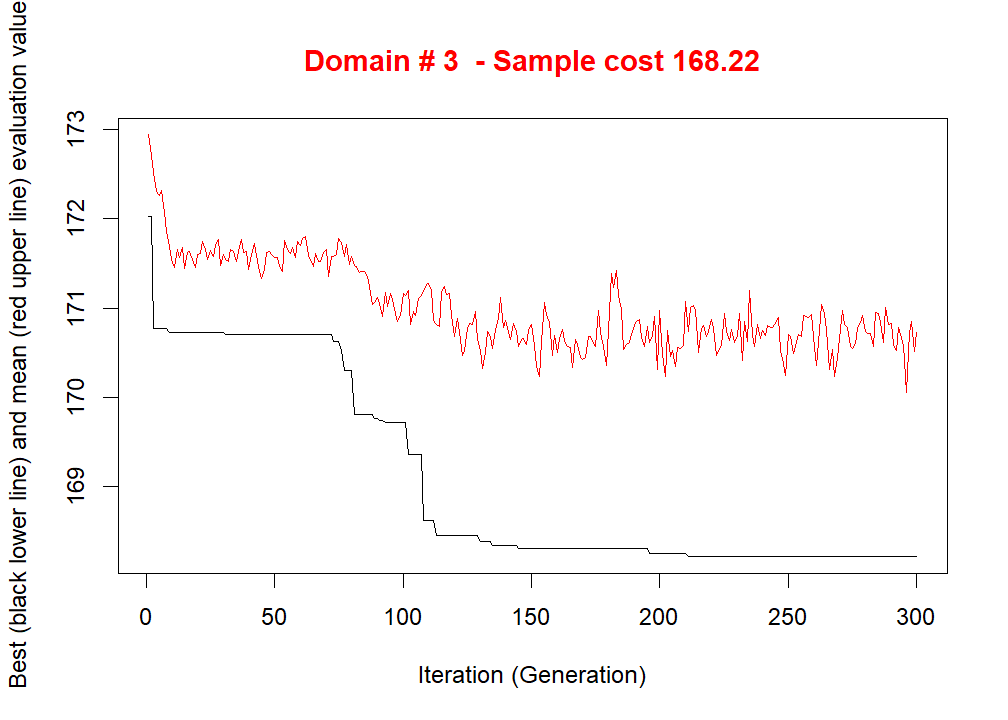 Domain # 3 - Sample cost 168.22
Best (black lower line) and mean (red upper line) evaluation value
173
172
171
170
169
0 50 100 150 200 250 300
Iteration (Generation)